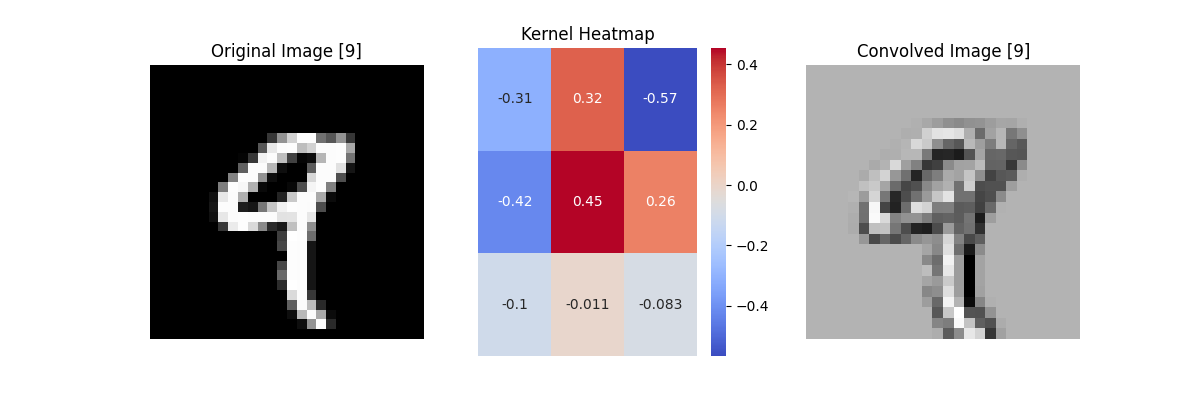 Original Image [9]
Kernel Heatmap
Convolved Image [9]
-0.31 0.32 -0.57
-0.42 0.45 0.26
-0.1 -0.011 -0.083
0.4
0.2
0.0
−0.2
−0.4
9